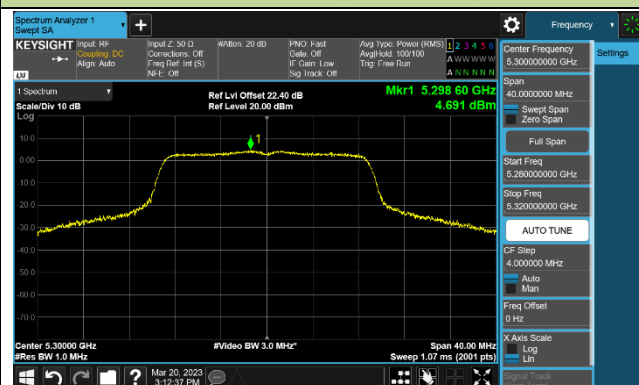 Spectrum Analyzer 1
Swept SA
+
Frequency
KEYSIGHT
Input: RF
Coupling: DC
Align: Auto
Input Z: 50 Ω
Corrections: Off
Freq Ref: Int (S)
NFE: Off
#Atten: 20 dB
PNO: Fast
Gate: Off
IF Gain: Low
Sig Track: Off
Avg Type: Power (RMS)
Avg|Hold: 100/100
Trig: Free Run
1 2 3 4 5 6
A W W W W W
A N N N N N
LXI
Center Frequency
5.300000000 GHz
Settings
Span
40.0000000 MHz
Swept Span
Zero Span
Full Span
Start Freq
5.280000000 GHz
Stop Freq
5.320000000 GHz
AUTO TUNE
CF Step
4.000000 MHz
Auto
Man
Freq Offset
0 Hz
X Axis Scale
Log
Lin
Signal Track
1 Spectrum
Scale/Div 10 dB
Log
Ref Lvl Offset 22.40 dB
Ref Level 20.00 dBm
Mkr1 5.298 60 GHz
4.691 dBm
1
10.0
0.00
-10.0
-20.0
-30.0
-40.0
-50.0
-60.0
-70.0
Center 5.30000 GHz
#Res BW 1.0 MHz
#Video BW 3.0 MHz*
Span 40.00 MHz
Sweep 1.07 ms (2001 pts)
?
Mar 20, 2023
3:12:37 PM